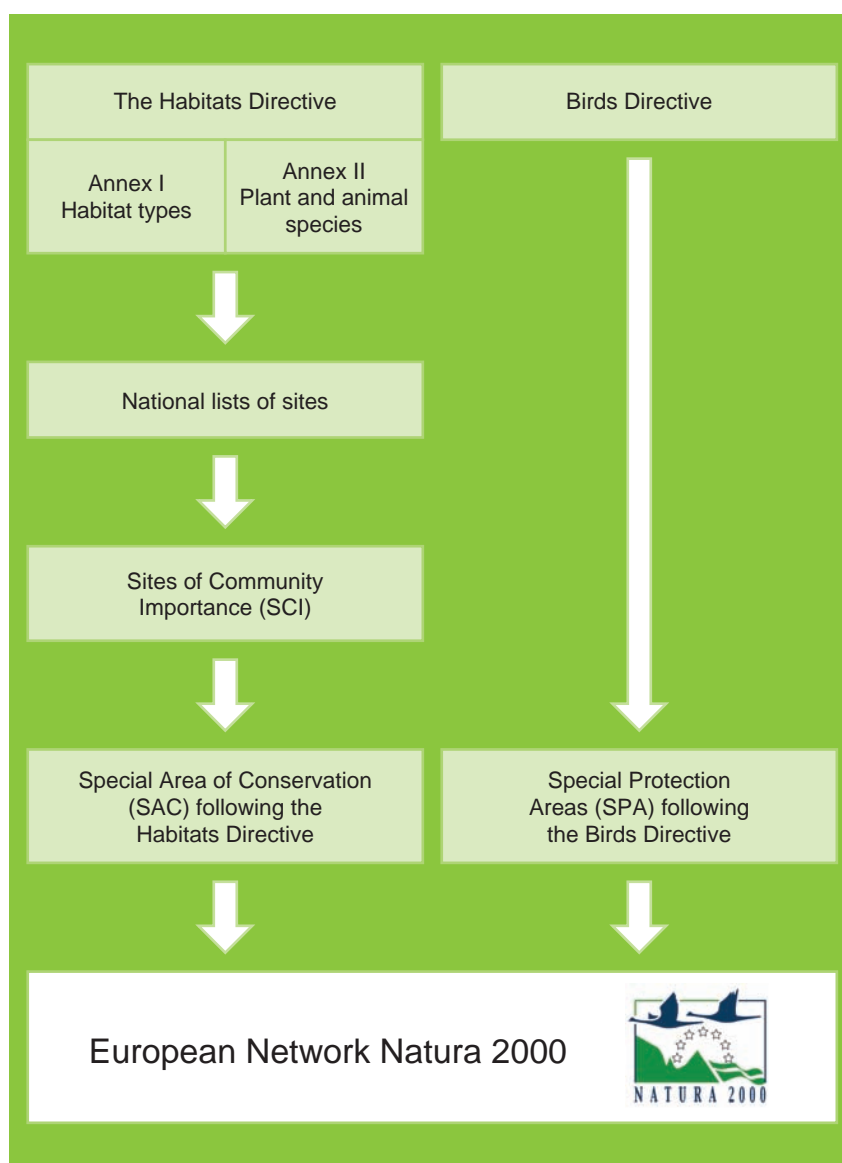 The Habitats Directive
Birds Directive
Annex I
Habitat types
Annex II
Plant and animal
species
National lists of sites
Sites of Community
Importance (SCI)
Special Area of Conservation
(SAC) following the
Habitats Directive
Special Protection
Areas (SPA) following
the Birds Directive
European Network Natura 2000
NATURA 2000